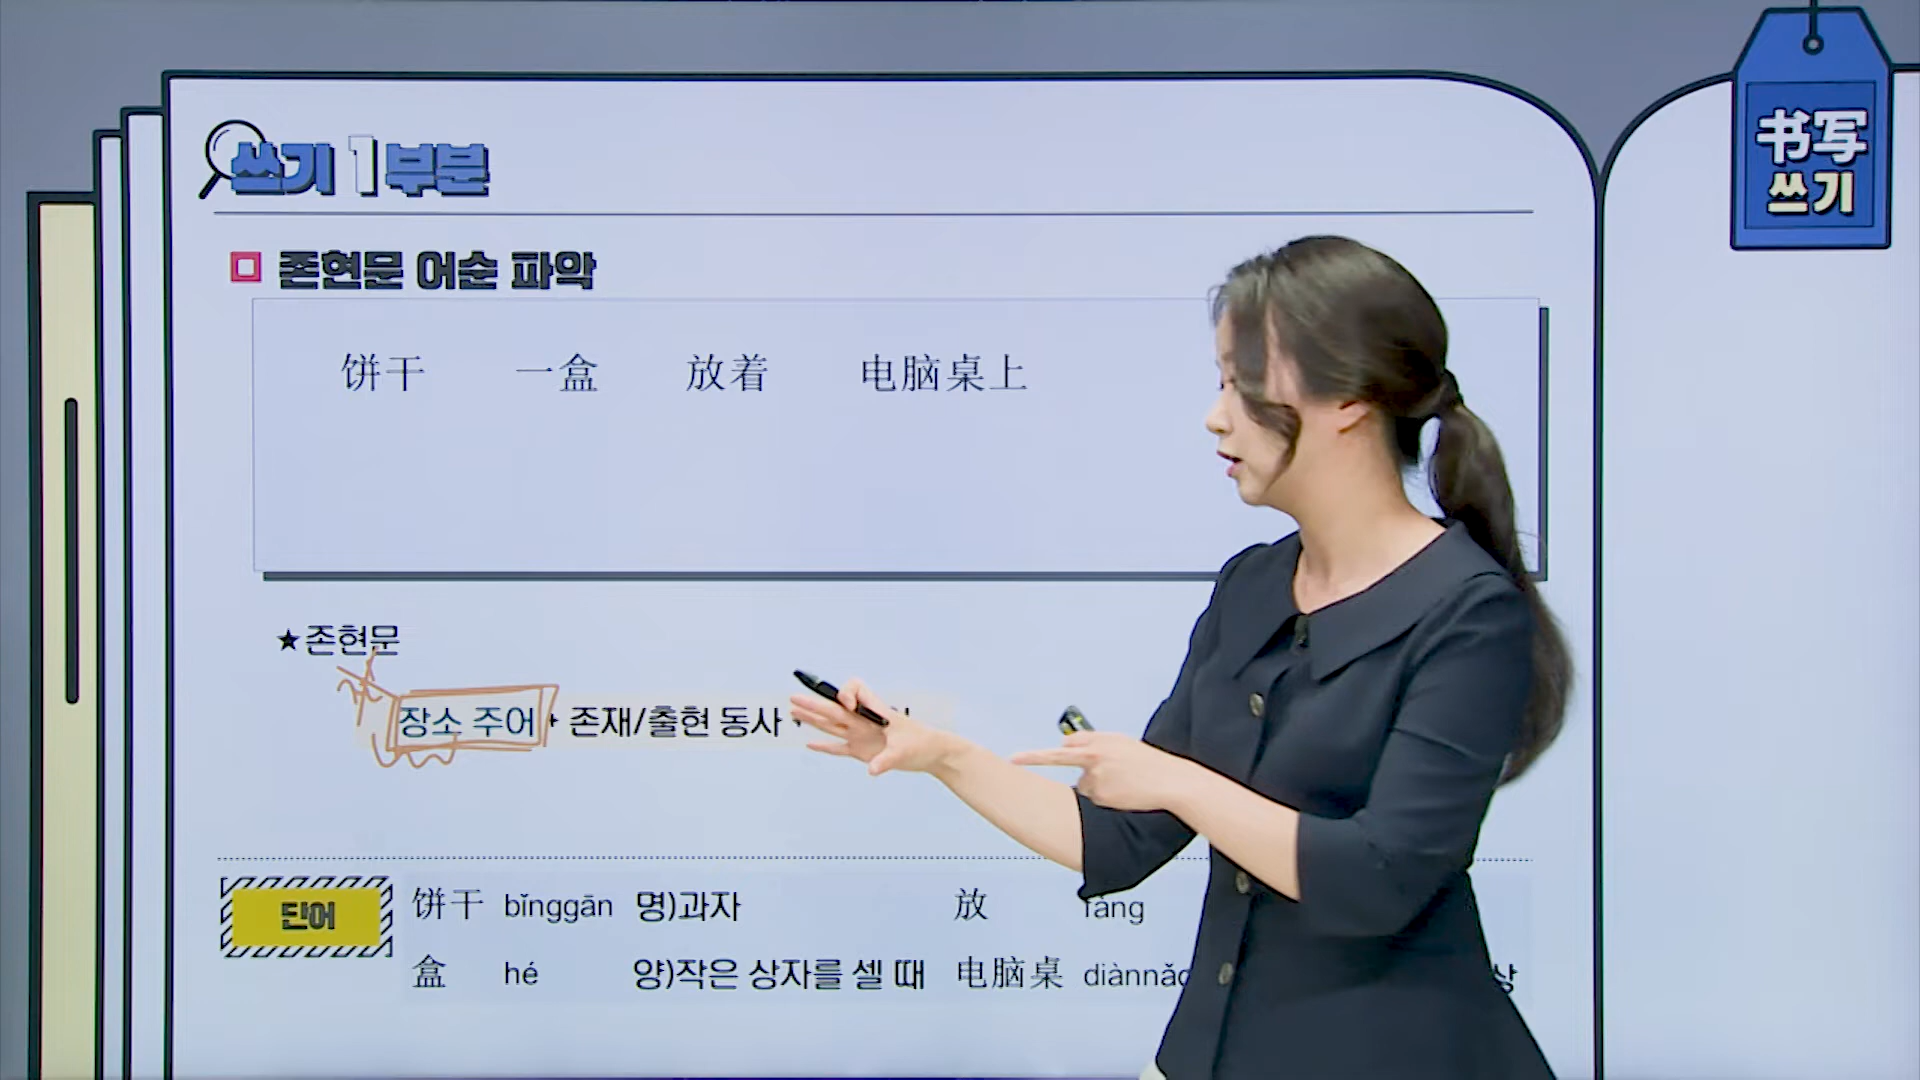 书写
쓰기
쓰기 1 부분
존현문 어순 파악
饼干 一盒 放着 电脑桌上
★존현문
장소 주어 + 존재/출현 동사
단어
饼干 bǐnggān 명)과자 放 fàng
盒 hé 양)작은 상자를 셀 때 电脑桌 상